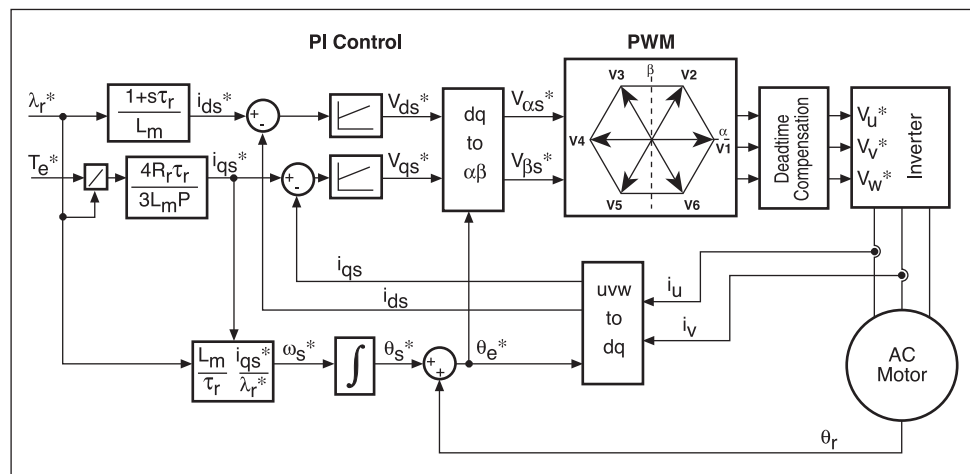 PI Control
PWM
λr*
1+sτr
Lm
ids*
+
-
Vds*
dq
to
αβ
Vαs*
Vβs*
V3
β
V2
V4
α
V1
V5
V6
Deadtime
Compensation
Vu*
Vv*
Vw*
Inverter
Te*
4Rrτr
3LmP
iqs*
+
-
Vqs*
iqs
ids
uvw
to
dq
iu
iv
Lm
τr
iqs*
λr*
ωs*
∫
θs*
+
+
θe*
AC
Motor
θr